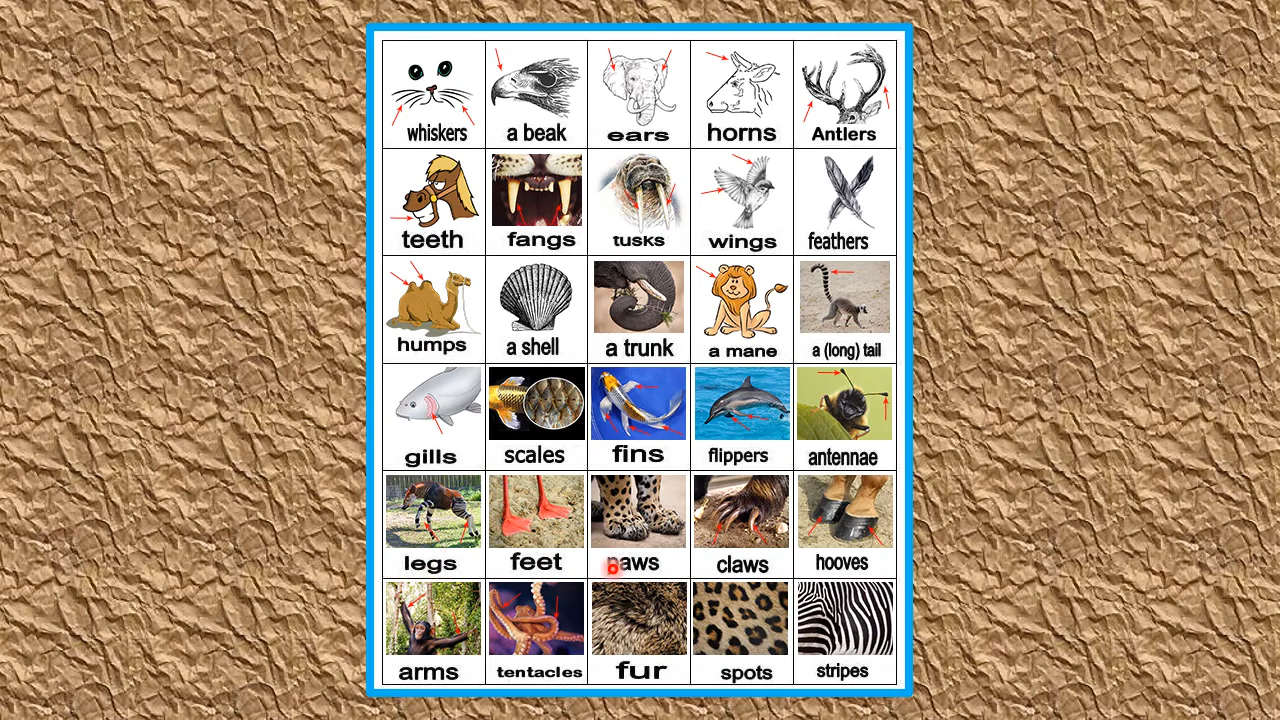 whiskers a beak ears horns Antlers
teeth fangs tusks wings feathers
humps a shell a trunk a mane a (long) tail
gills scales fins flippers antennae
legs feet paws claws hooves
arms tentacles fur spots stripes